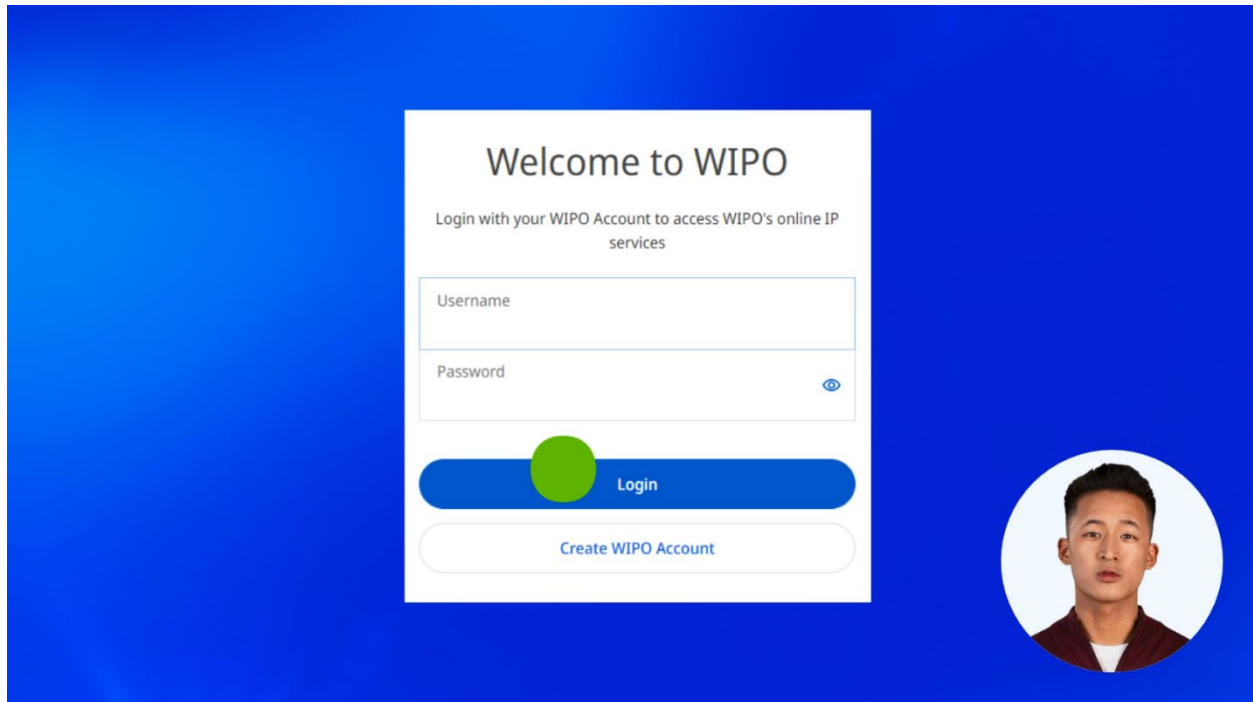 Welcome to WIPO
Login with your WIPO Account to access WIPO's online IP
services
Username
Password
Login
Create WIPO Account